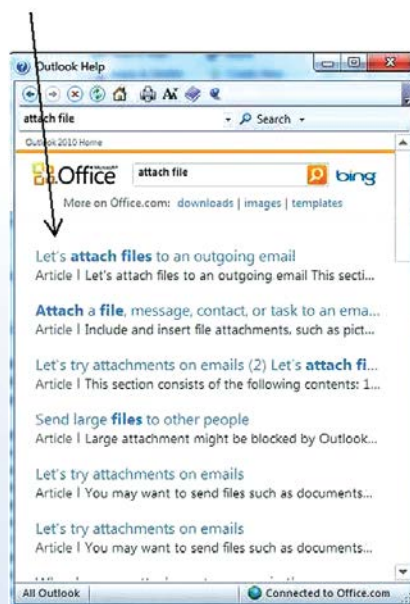 Outlook Help
attach file
Search
Outlook 2010 Home
Microsoft
Office attach file bing
More on Office.com: downloads | images | templates
Let's attach files to an outgoing email
Article | Let's attach files to an outgoing email This secti...
Attach a file, message, contact, or task to an ema...
Article | Include and insert file attachments, such as pict...
Let's try attachments on emails (2) Let's attach fi...
Article | This section consists of the following contents: 1...
Send large files to other people
Article | Large attachment might be blocked by Outlook...
Let's try attachments on emails
Article | You may want to send files such as documents...
Let's try attachments on emails
Article | You may want to send files such as documents...
All Outlook Connected to Office.com